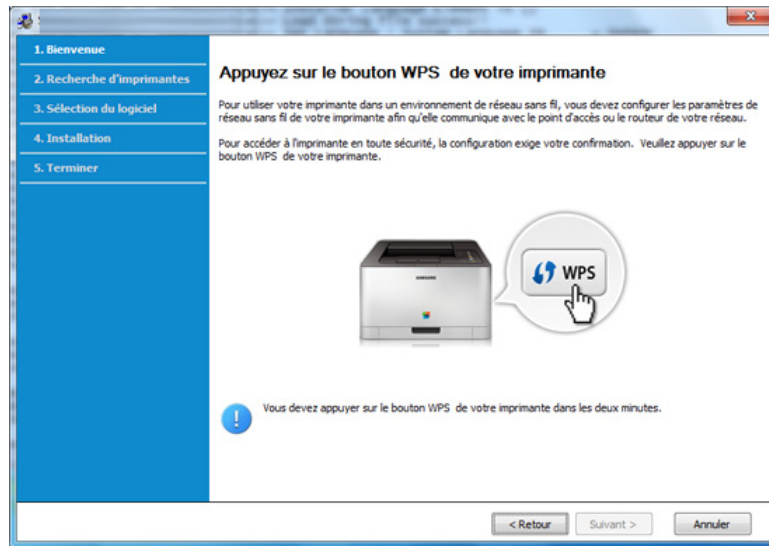 1. Bienvenue
2. Recherche d'imprimantes
3. Sélection du logiciel
4. Installation
5. Terminer
Appuyez sur le bouton WPS de votre imprimante
Pour utiliser votre imprimante dans un environnement de réseau sans fil, vous devez configurer les paramètres de
réseau sans fil de votre imprimante afin qu'elle communique avec le point d'accès ou le routeur de votre réseau.
Pour accéder à l'imprimante en toute sécurité, la configuration exige votre confirmation. Veuillez appuyer sur le
bouton WPS de votre imprimante.
SAMSUNG
WPS
Vous devez appuyer sur le bouton WPS de votre imprimante dans les deux minutes.
< Retour
Suivant >
Annuler